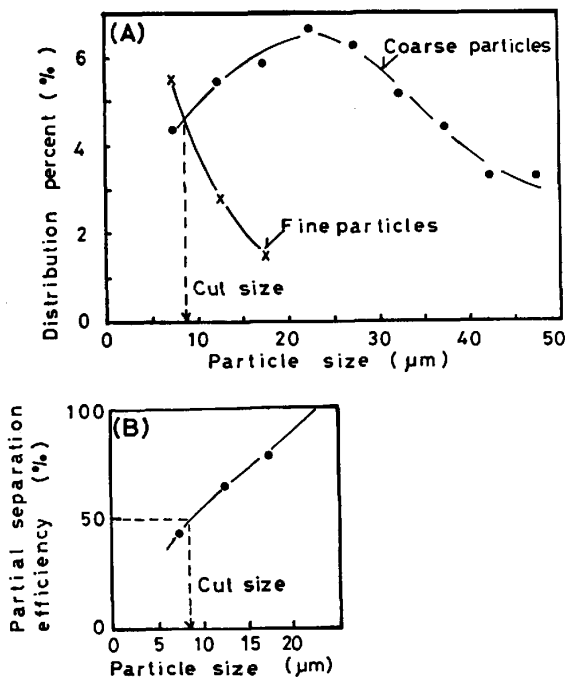 (A)
6
4
2
0
Distribution percent (%)
Coarse particles
Fine particles
Cut size
0 10 20 30 40 50
Particle size (μm)
(B)
100
50
0
Partial separation
efficiency (%)
Cut size
0 5 10 15 20
Particle size (μm)